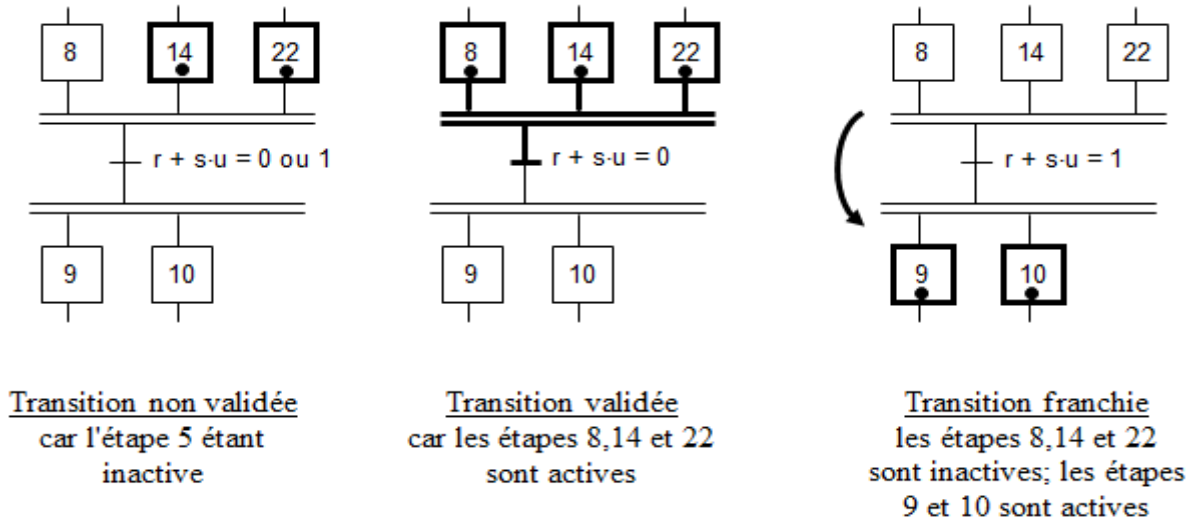 8 14 22
r + s·u = 0 ou 1
9 10
Transition non validée
car l'étape 5 étant
inactive
8 14 22
r + s·u = 0
9 10
Transition validée
car les étapes 8,14 et 22
sont actives
8 14 22
r + s·u = 1
9 10
Transition franchie
les étapes 8,14 et 22
sont inactives; les étapes
9 et 10 sont actives